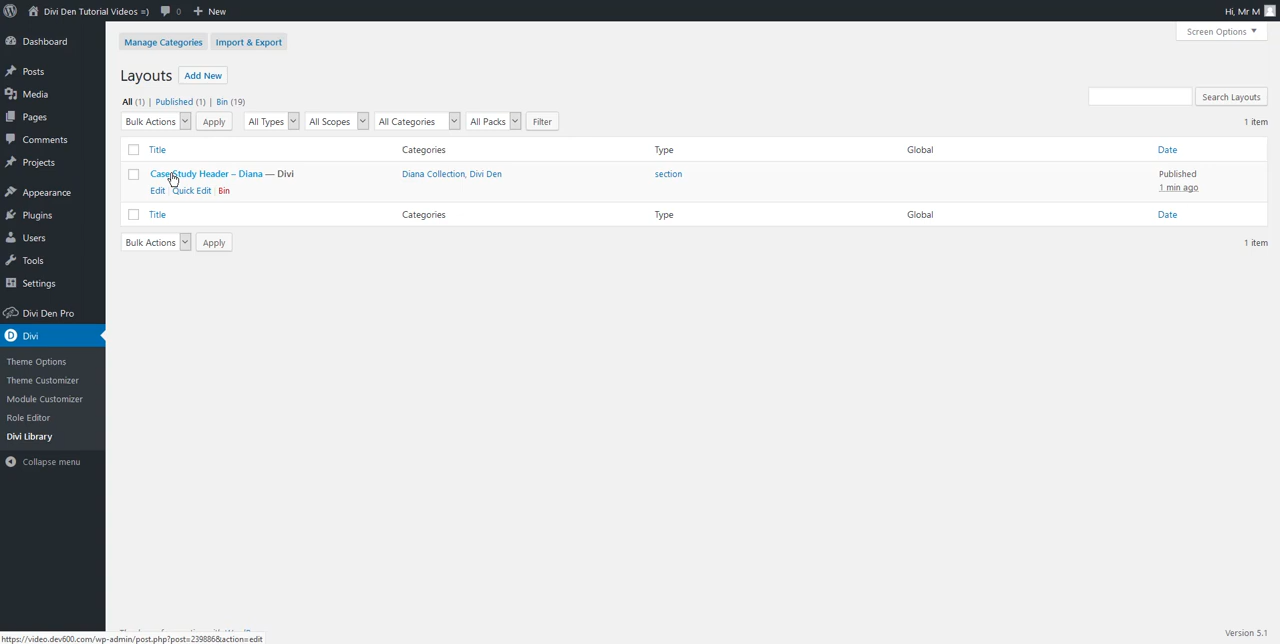 Divi Den Tutorial Videos =) 0 New Hi, Mr M
Screen Options
Manage Categories Import & Export
Dashboard
Posts
Media
Pages
Comments
Projects
Appearance
Plugins
Users
Tools
Settings
Divi Den Pro
Divi
Theme Options
Theme Customizer
Module Customizer
Role Editor
Divi Library
Collapse menu
Layouts Add New
All (1) | Published (1) | Bin (19)
Search Layouts
Bulk Actions Apply All Types All Scopes All Categories All Packs Filter 1 item
Title Categories Type Global Date
Case Study Header – Diana — Divi Diana Collection, Divi Den section Published
Edit | Quick Edit | Bin 1 min ago
Title Categories Type Global Date
Bulk Actions Apply 1 item
Version 5.1
https://video.dev600.com/wp-admin/post.php?post=239886&action=edit